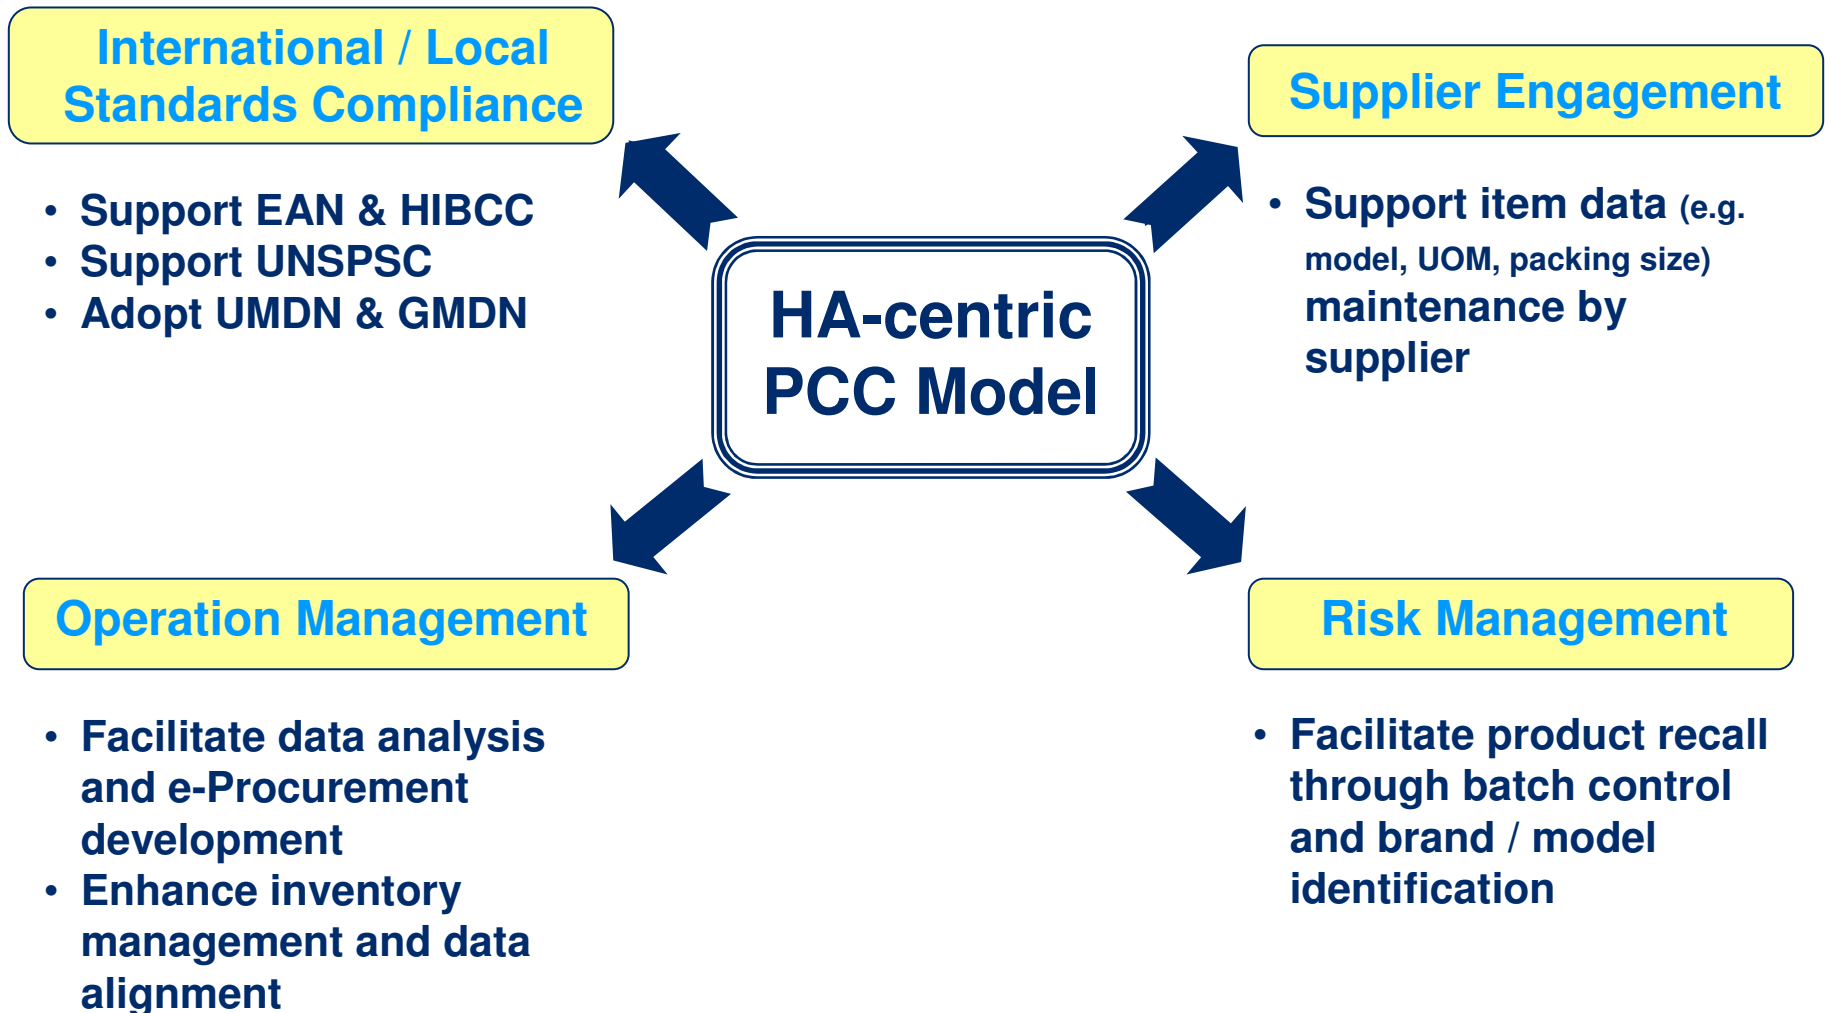 International / Local
Standards Compliance
• Support EAN & HIBCC
• Support UNSPSC
• Adopt UMDN & GMDN
Supplier Engagement
• Support item data (e.g.
model, UOM, packing size)
maintenance by
supplier
HA-centric
PCC Model
Operation Management
• Facilitate data analysis
and e-Procurement
development
• Enhance inventory
management and data
alignment
Risk Management
• Facilitate product recall
through batch control
and brand / model
identification